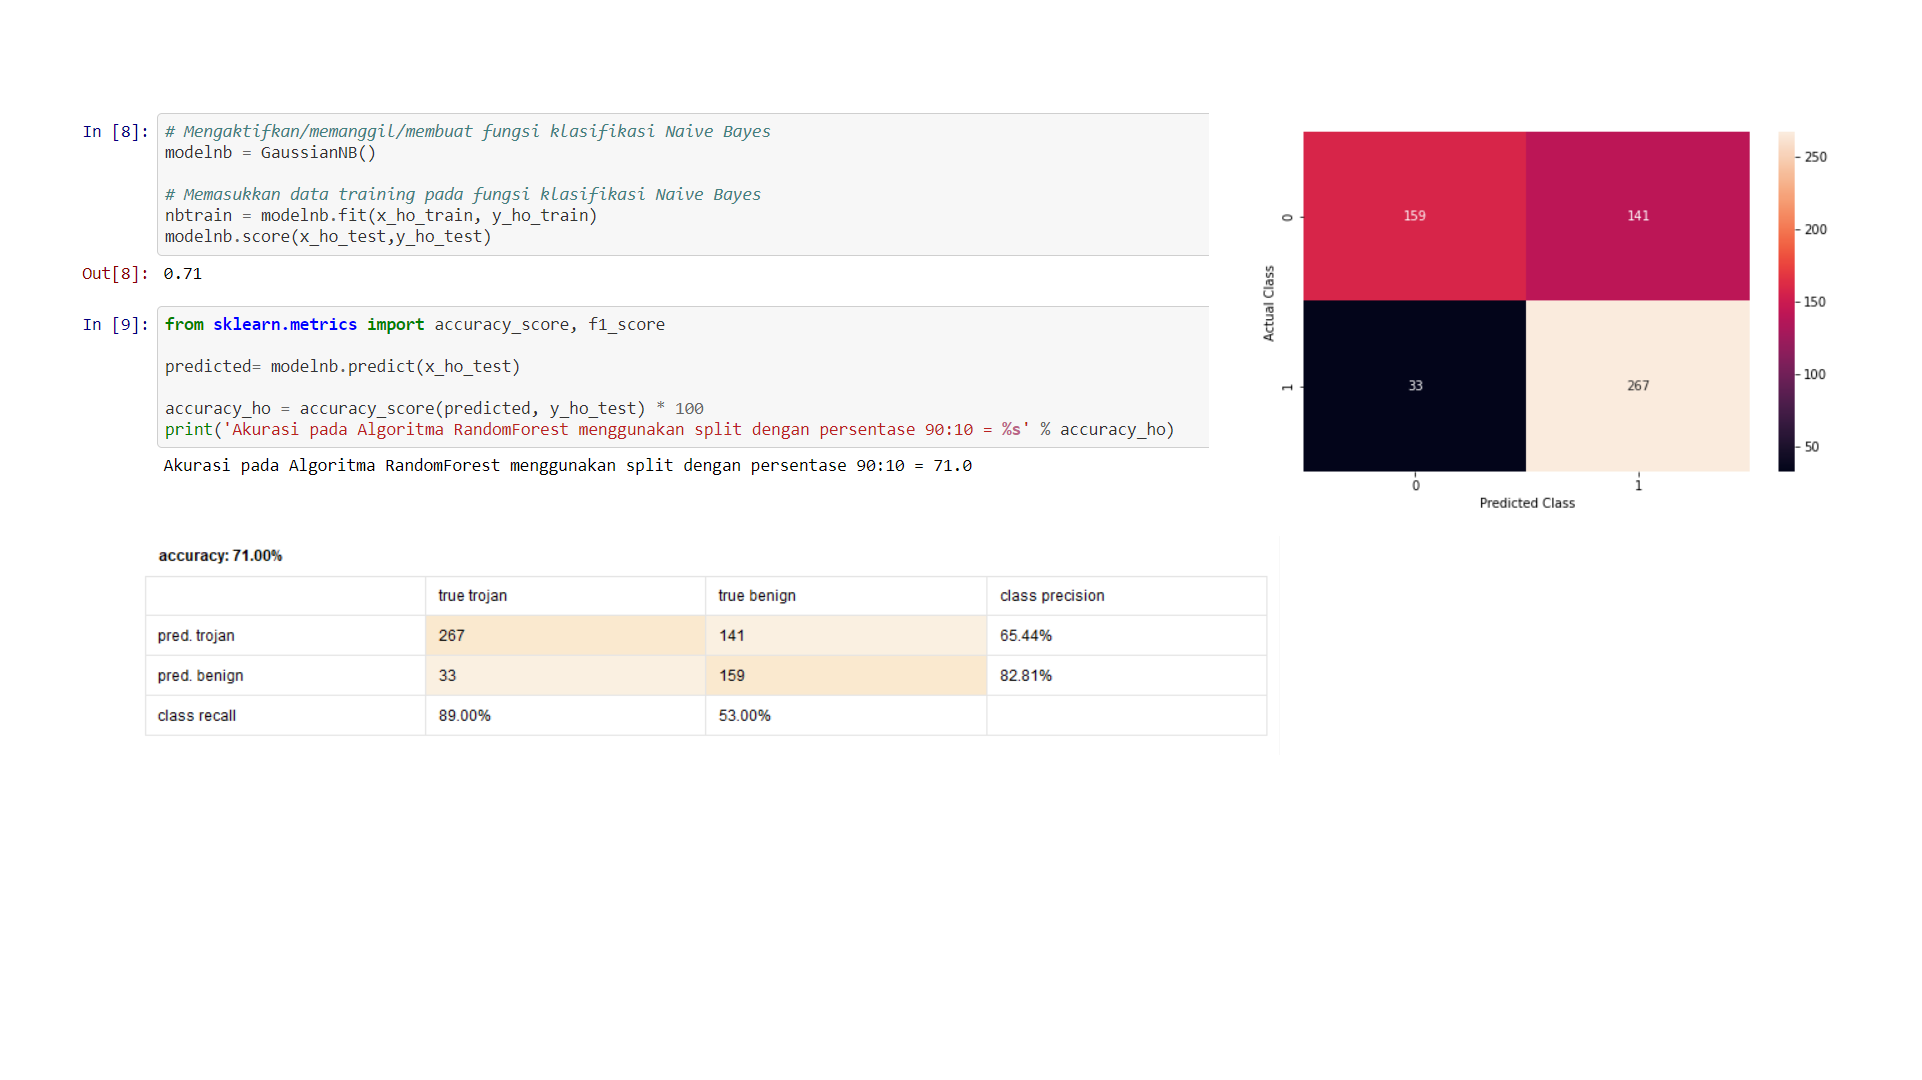 In [8]:
# Mengaktifkan/memanggil/membuat fungsi klasifikasi Naive Bayes
modelnb = GaussianNB()
# Memasukkan data training pada fungsi klasifikasi Naive Bayes
nbtrain = modelnb.fit(x_ho_train, y_ho_train)
modelnb.score(x_ho_test,y_ho_test)
Out[8]: 0.71
In [9]:
from sklearn.metrics import accuracy_score, f1_score
predicted= modelnb.predict(x_ho_test)
accuracy_ho = accuracy_score(predicted, y_ho_test) * 100
print('Akurasi pada Algoritma RandomForest menggunakan split dengan persentase 90:10 = %s' % accuracy_ho)
Akurasi pada Algoritma RandomForest menggunakan split dengan persentase 90:10 = 71.0
Actual Class
0
159 141
1
33 267
0 1
Predicted Class
250
200
150
100
50
accuracy: 71.00%
true trojan true benign class precision
pred. trojan 267 141 65.44%
pred. benign 33 159 82.81%
class recall 89.00% 53.00%